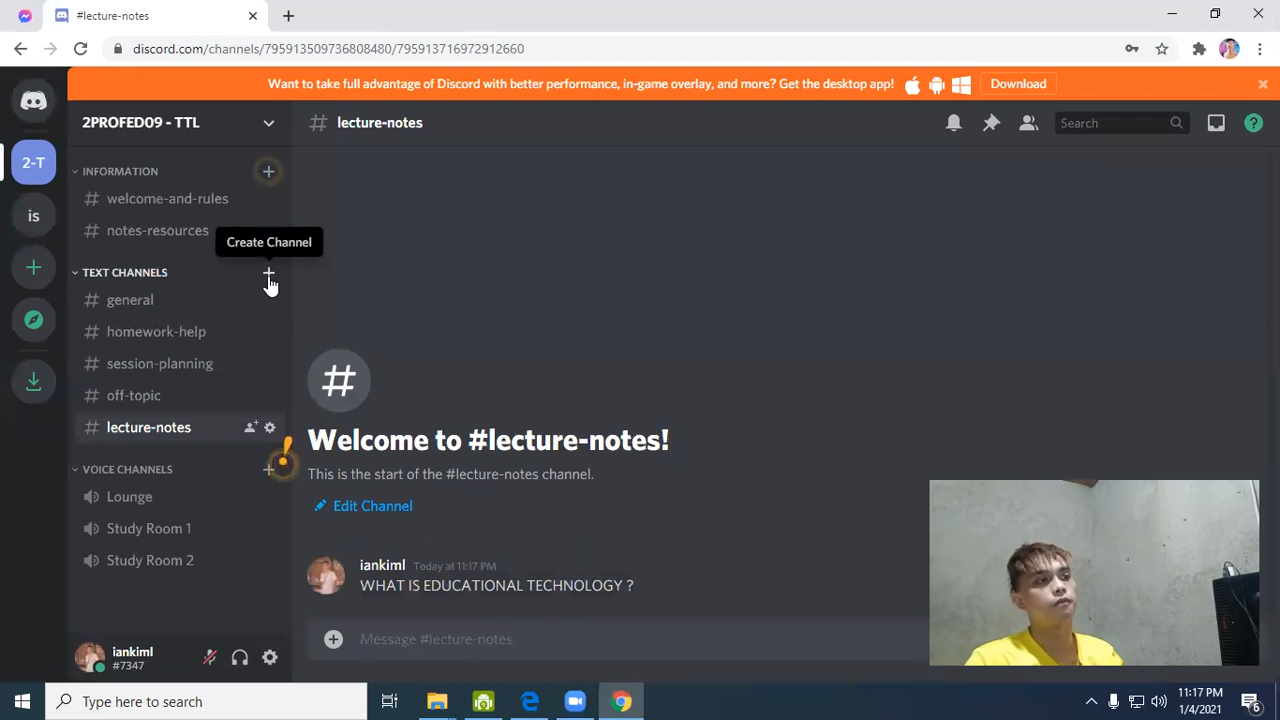 #lecture-notes
discord.com/channels/795913509736808480/795913716972912660
Want to take full advantage of Discord with better performance, in-game overlay, and more? Get the desktop app!
Download
2PROFED09 - TTL
lecture-notes
Search
2-T
INFORMATION
welcome-and-rules
is
notes-resources
Create Channel
TEXT CHANNELS
general
homework-help
session-planning
off-topic
lecture-notes
VOICE CHANNELS
Lounge
Study Room 1
Study Room 2
Welcome to #lecture-notes!
This is the start of the #lecture-notes channel.
Edit Channel
iankiml Today at 11:17 PM
WHAT IS EDUCATIONAL TECHNOLOGY ?
Message #lecture-notes
iankiml
#7347
Type here to search
11:17 PM
1/4/2021
6